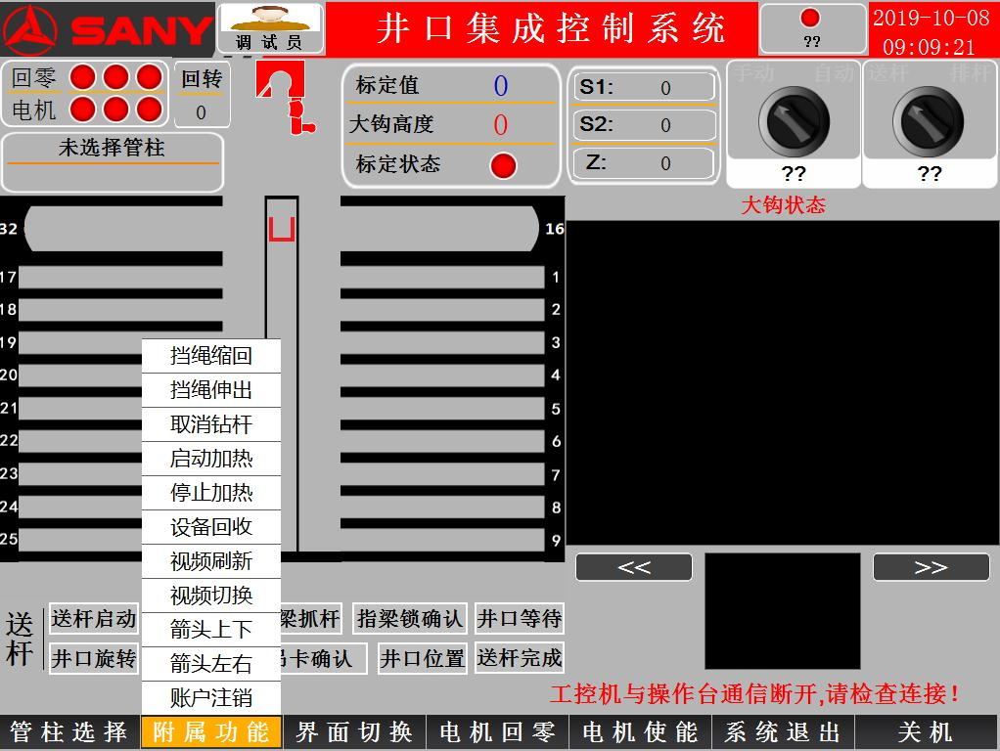 SANY
调 试 员
井口集成控制系统
??
2019-10-08
09:09:21
回零
电机
回转
0
未选择管柱
标定值 0
大钩高度 0
标定状态
S1: 0
S2: 0
Z: 0
手动 自动
??
送杆 排杆
??
大钩状态
32 16
17 1
18 2
19 3
20 4
21 5
22 6
23 7
24 8
25 9
挡绳缩回
挡绳伸出
取消钻杆
启动加热
停止加热
设备回收
视频刷新
视频切换
箭头上下
箭头左右
账户注销
<< >>
送杆
送杆启动 梁抓杆 指梁锁确认 井口等待
井口旋转 卡确认 井口位置 送杆完成
工控机与操作台通信断开,请检查连接!
管柱选择 附属功能 界面切换 电机回零 电机使能 系统退出 关机